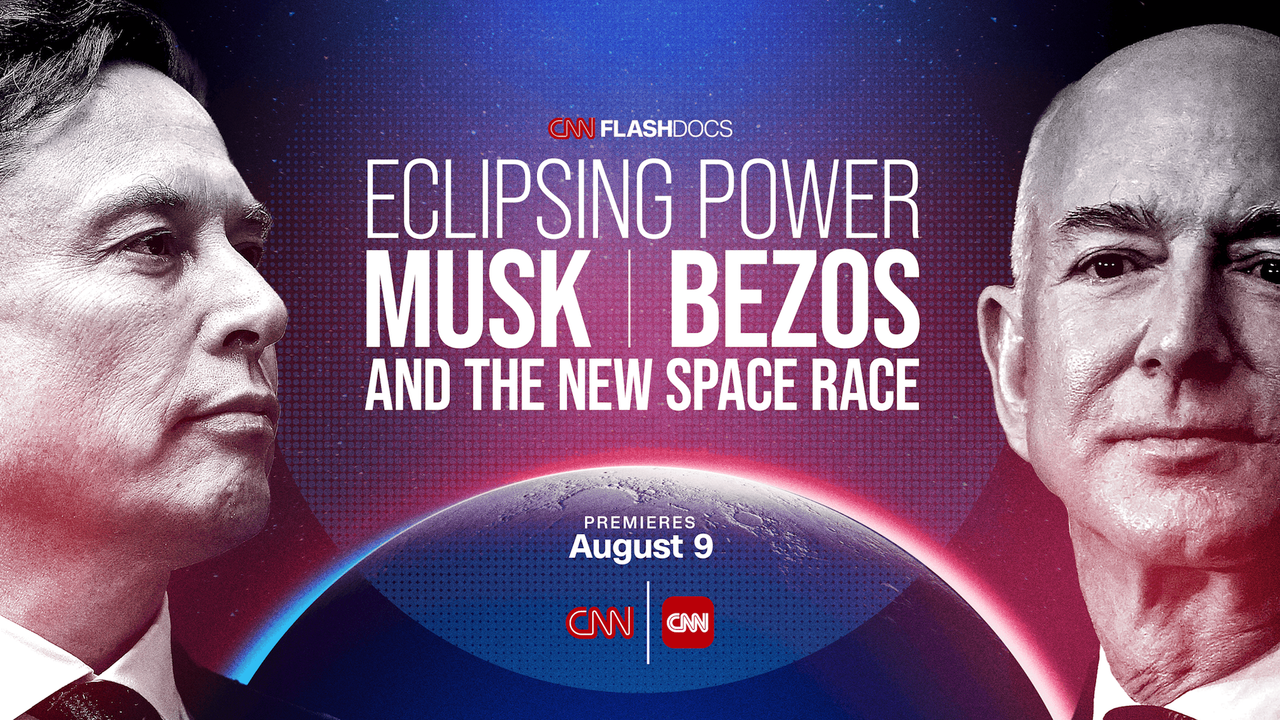 CNN FLASHDOCS
ECLIPSING POWER
MUSK | BEZOS
AND THE NEW SPACE RACE
PREMIERES
August 9
CNN | CNN